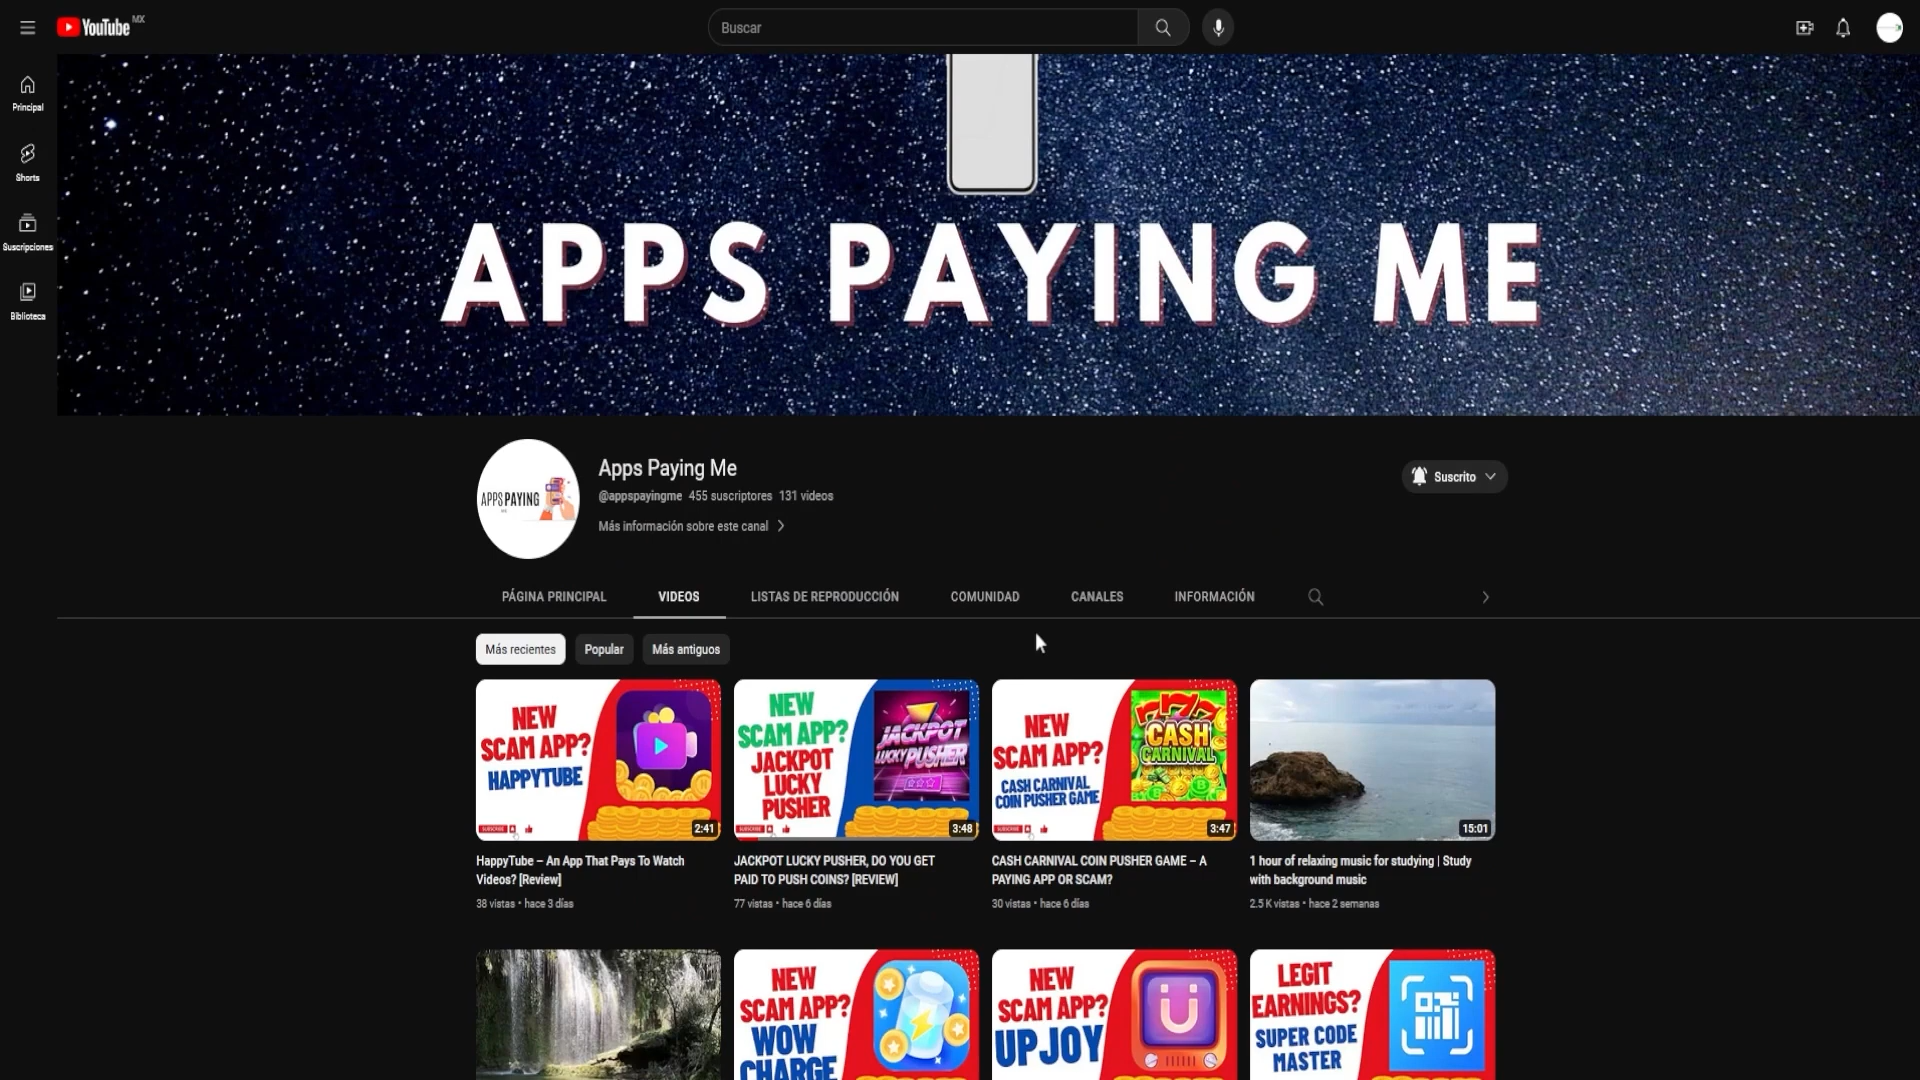 YouTube MX
Buscar
Principal
Shorts
Suscripciones
Biblioteca
APPS PAYING ME
APPS PAYING
Apps Paying Me
@appspayingme 455 suscriptores 131 videos
Más información sobre este canal
Suscrito
PÁGINA PRINCIPAL VIDEOS LISTAS DE REPRODUCCIÓN COMUNIDAD CANALES INFORMACIÓN
Más recientes Popular Más antiguos
NEW
SCAM APP?
HAPPYTUBE
SUBSCRIBE
2:41
NEW
SCAM APP?
JACKPOT
LUCKY
PUSHER
JACKPOT
LUCKY PUSHER
SUBSCRIBE
3:48
NEW
SCAM APP?
CASH CARNIVAL
COIN PUSHER GAME
777
CASH
CARNIVAL
SUBSCRIBE
3:47
15:01
HappyTube – An App That Pays To Watch
Videos? [Review]
38 vistas • hace 3 días
JACKPOT LUCKY PUSHER, DO YOU GET
PAID TO PUSH COINS? [REVIEW]
77 vistas • hace 6 días
CASH CARNIVAL COIN PUSHER GAME – A
PAYING APP OR SCAM?
30 vistas • hace 6 días
1 hour of relaxing music for studying | Study
with background music
2.5 K vistas • hace 2 semanas
NEW
SCAM APP?
WOW
CHARGE
NEW
SCAM APP?
UPJOY
LEGIT
EARNINGS?
SUPER CODE
MASTER